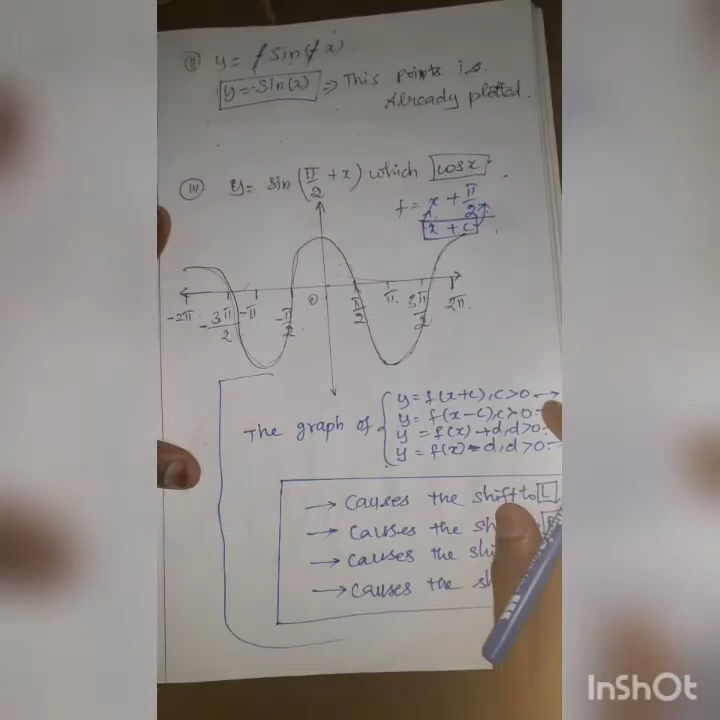 (ii) y = f sin(f x)
y = -sin(x) ⇒ This points is
Already plotted.
(iii) y = sin (π/2 + x) which cosx.
f = x + π/2
x + c
-2π -3π/2 -π -π/2 0 π/2 π 3π/2 2π
The graph of
y = f(x+c), c>0 →
y = f(x-c), c>0 →
y = f(x) + d, d>0
y = f(x) - d, d>0 →
→ Causes the shift to L
→ Causes the
→ Causes the
→ Causes the
InShOt